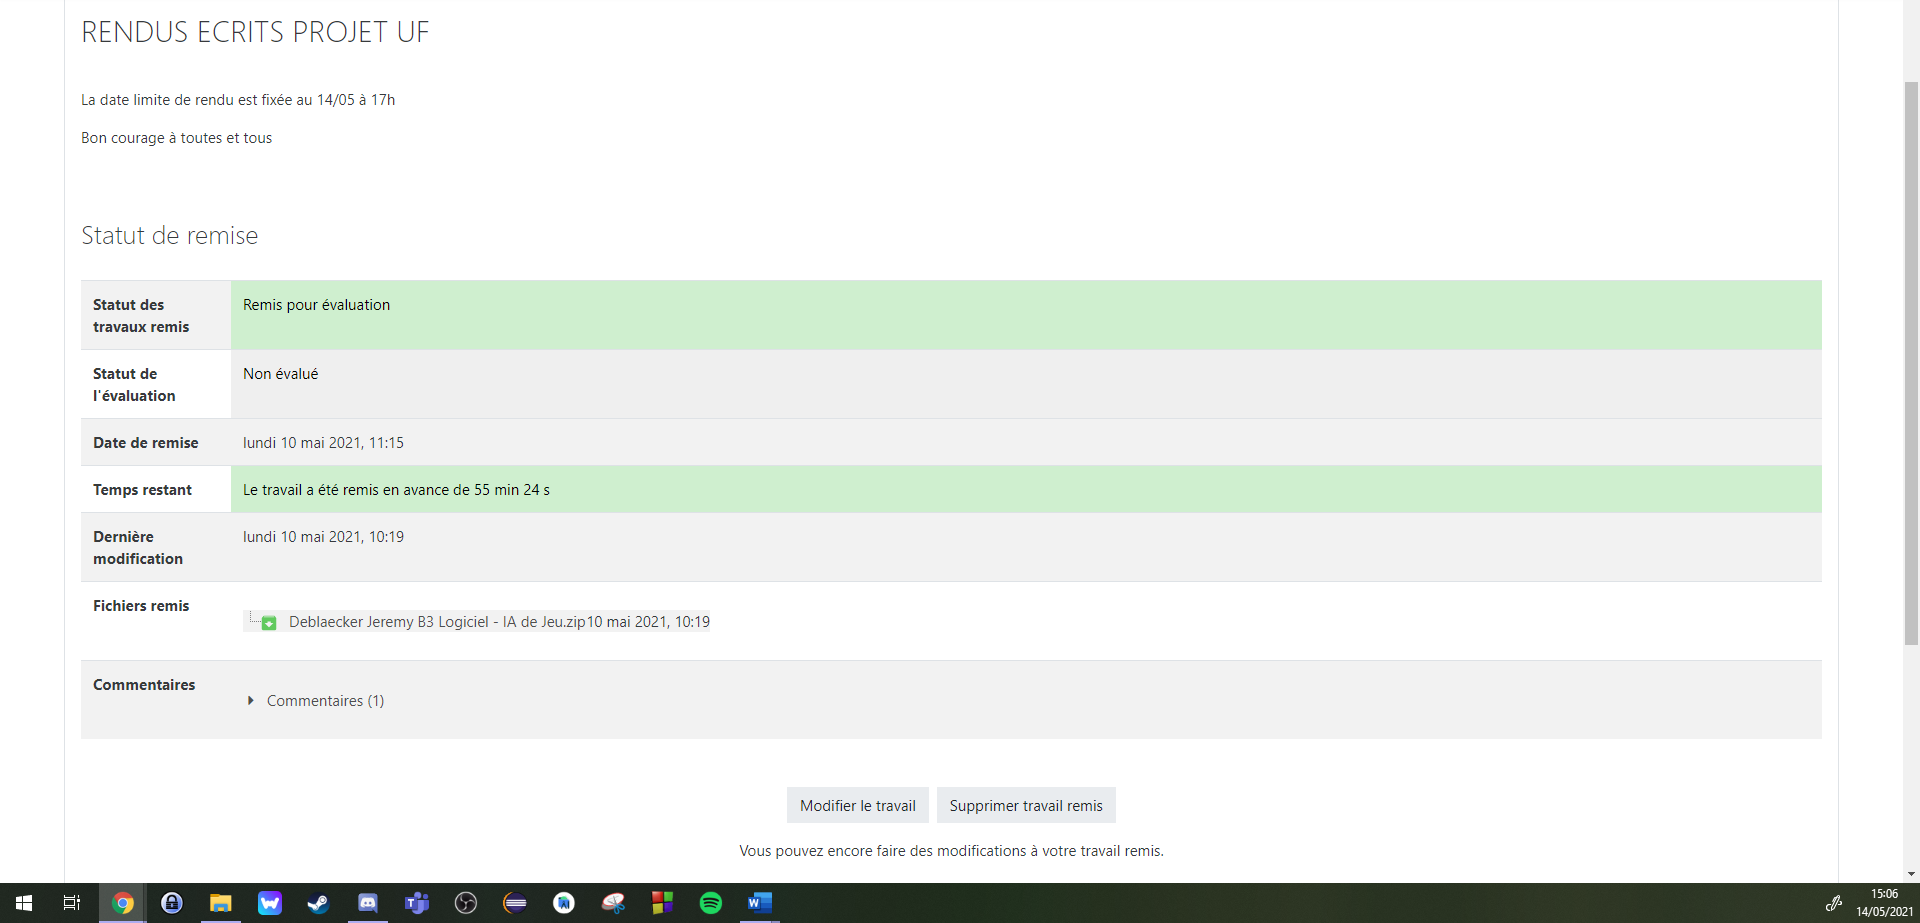 RENDUS ECRITS PROJET UF
La date limite de rendu est fixée au 14/05 à 17h
Bon courage à toutes et tous
Statut de remise
Statut des
travaux remis
Remis pour évaluation
Statut de
l'évaluation
Non évalué
Date de remise
lundi 10 mai 2021, 11:15
Temps restant
Le travail a été remis en avance de 55 min 24 s
Dernière
modification
lundi 10 mai 2021, 10:19
Fichiers remis
Deblaecker Jeremy B3 Logiciel - IA de Jeu.zip10 mai 2021, 10:19
Commentaires
Commentaires (1)
Modifier le travail
Supprimer travail remis
Vous pouvez encore faire des modifications à votre travail remis.
15:06
14/05/2021